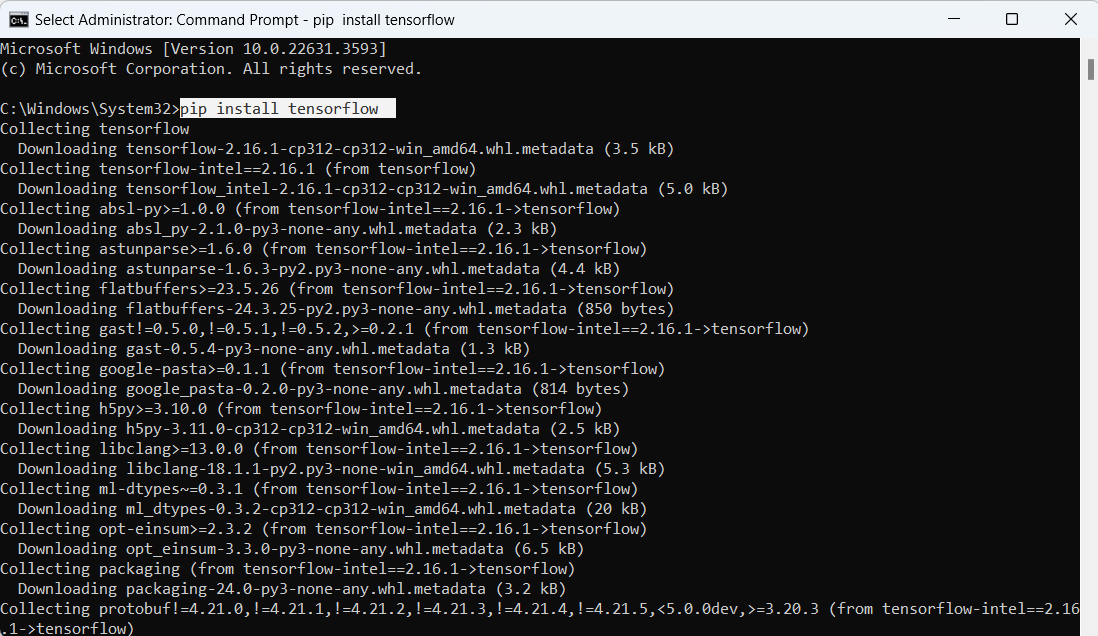 Select Administrator: Command Prompt - pip  install tensorflow
Microsoft Windows [Version 10.0.22631.3593]
(c) Microsoft Corporation. All rights reserved.
C:\Windows\System32>pip install tensorflow
Collecting tensorflow
  Downloading tensorflow-2.16.1-cp312-cp312-win_amd64.whl.metadata (3.5 kB)
Collecting tensorflow-intel==2.16.1 (from tensorflow)
  Downloading tensorflow_intel-2.16.1-cp312-cp312-win_amd64.whl.metadata (5.0 kB)
Collecting absl-py>=1.0.0 (from tensorflow-intel==2.16.1->tensorflow)
  Downloading absl_py-2.1.0-py3-none-any.whl.metadata (2.3 kB)
Collecting astunparse>=1.6.0 (from tensorflow-intel==2.16.1->tensorflow)
  Downloading astunparse-1.6.3-py2.py3-none-any.whl.metadata (4.4 kB)
Collecting flatbuffers>=23.5.26 (from tensorflow-intel==2.16.1->tensorflow)
  Downloading flatbuffers-24.3.25-py2.py3-none-any.whl.metadata (850 bytes)
Collecting gast!=0.5.0,!=0.5.1,!=0.5.2,>=0.2.1 (from tensorflow-intel==2.16.1->tensorflow)
  Downloading gast-0.5.4-py3-none-any.whl.metadata (1.3 kB)
Collecting google-pasta>=0.1.1 (from tensorflow-intel==2.16.1->tensorflow)
  Downloading google_pasta-0.2.0-py3-none-any.whl.metadata (814 bytes)
Collecting h5py>=3.10.0 (from tensorflow-intel==2.16.1->tensorflow)
  Downloading h5py-3.11.0-cp312-cp312-win_amd64.whl.metadata (2.5 kB)
Collecting libclang>=13.0.0 (from tensorflow-intel==2.16.1->tensorflow)
  Downloading libclang-18.1.1-py2.py3-none-win_amd64.whl.metadata (5.3 kB)
Collecting ml-dtypes~=0.3.1 (from tensorflow-intel==2.16.1->tensorflow)
  Downloading ml_dtypes-0.3.2-cp312-cp312-win_amd64.whl.metadata (20 kB)
Collecting opt-einsum>=2.3.2 (from tensorflow-intel==2.16.1->tensorflow)
  Downloading opt_einsum-3.3.0-py3-none-any.whl.metadata (6.5 kB)
Collecting packaging (from tensorflow-intel==2.16.1->tensorflow)
  Downloading packaging-24.0-py3-none-any.whl.metadata (3.2 kB)
Collecting protobuf!=4.21.0,!=4.21.1,!=4.21.2,!=4.21.3,!=4.21.4,!=4.21.5,<5.0.0dev,>=3.20.3 (from tensorflow-intel==2.16
.1->tensorflow)